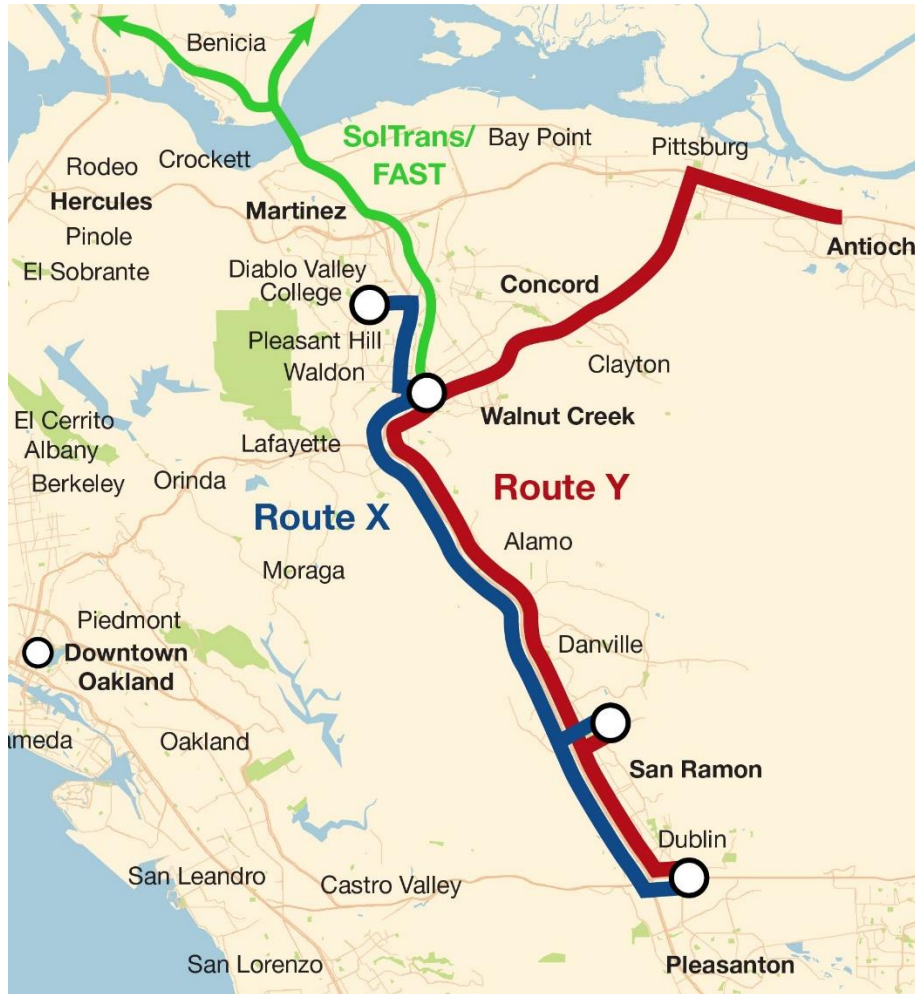 Benicia
SolTrans/
FAST
Bay Point
Pittsburg
Rodeo
Crockett
Hercules
Martinez
Pinole
Antioch
El Sobrante
Diablo Valley
College
Concord
Pleasant Hill
Waldon
Clayton
El Cerrito
Albany
Walnut Creek
Lafayette
Berkeley
Orinda
Route X
Route Y
Moraga
Alamo
Piedmont
Downtown
Oakland
Danville
ameda
Oakland
San Ramon
Dublin
San Leandro
Castro Valley
San Lorenzo
Pleasanton